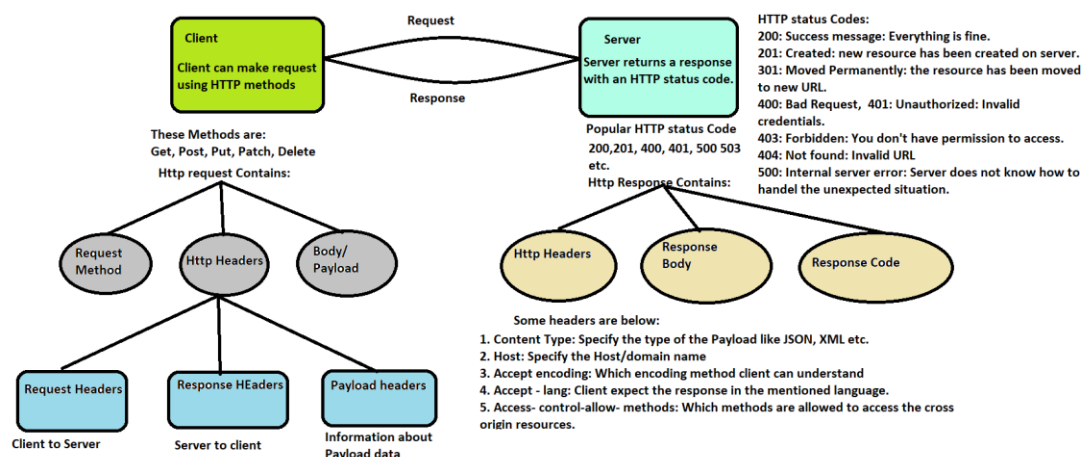 Client
Client can make request
using HTTP methods
Request
Response
Server
Server returns a response
with an HTTP status code.
HTTP status Codes:
200: Success message: Everything is fine.
201: Created: new resource has been created on server.
301: Moved Permanently: the resource has been moved
to new URL.
400: Bad Request, 401: Unauthorized: Invalid
credentials.
403: Forbidden: You don't have permission to access.
404: Not found: Invalid URL
500: Internal server error: Server does not know how to
handel the unexpected situation.
These Methods are:
Get, Post, Put, Patch, Delete
Http request Contains:
Popular HTTP status Code
200,201, 400, 401, 500 503
etc.
Http Response Contains:
Request
Method
Http Headers
Body/
Payload
Http Headers
Response
Body
Response Code
Request Headers
Response HEaders
Payload headers
Client to Server
Server to client
Information about
Payload data
Some headers are below:
1. Content Type: Specify the type of the Payload like JSON, XML etc.
2. Host: Specify the Host/domain name
3. Accept encoding: Which encoding method client can understand
4. Accept - lang: Client expect the response in the mentioned language.
5. Access- control-allow- methods: Which methods are allowed to access the cross
origin resources.